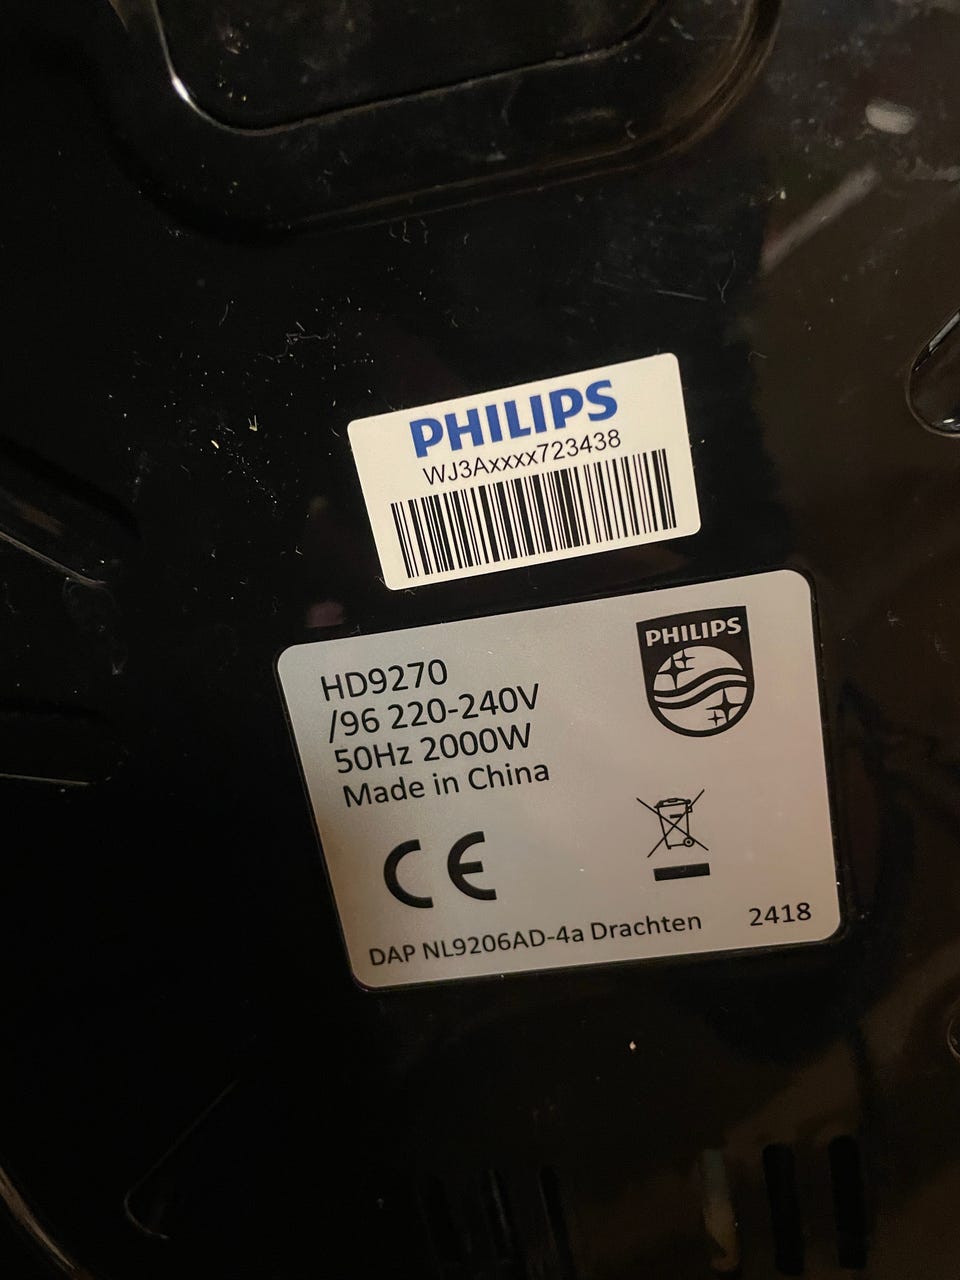 PHILIPS
WJ3Axxxx723438
PHILIPS
HD9270
/96 220-240V
50Hz 2000W
Made in China
CE
DAP NL9206AD-4a Drachten
2418